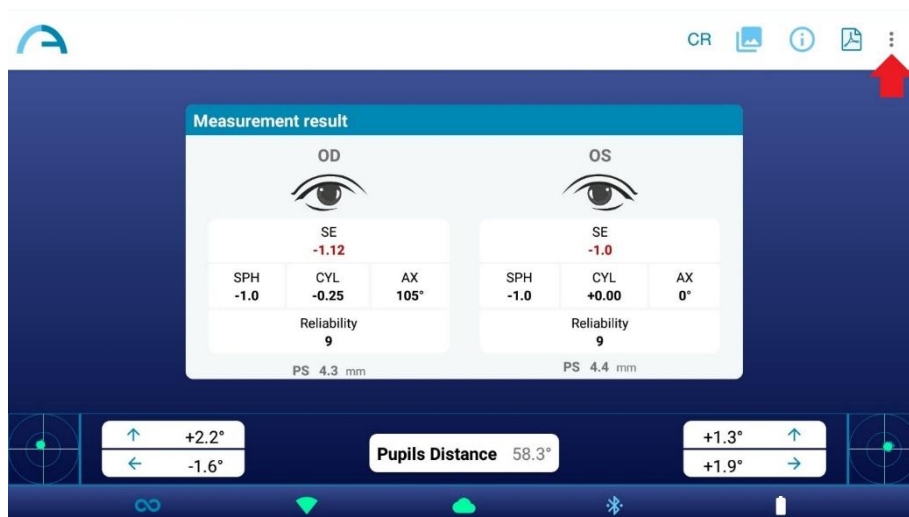 CR
Measurement result
OD
OS
SE
-1.12
SE
-1.0
SPH CYL AX
-1.0 -0.25 105°
SPH CYL AX
-1.0 +0.00 0°
Reliability
9
Reliability
9
PS 4.3 mm
PS 4.4 mm
↑ +2.2°
← -1.6°
Pupils Distance 58.3°
+1.3° ↑
+1.9° →